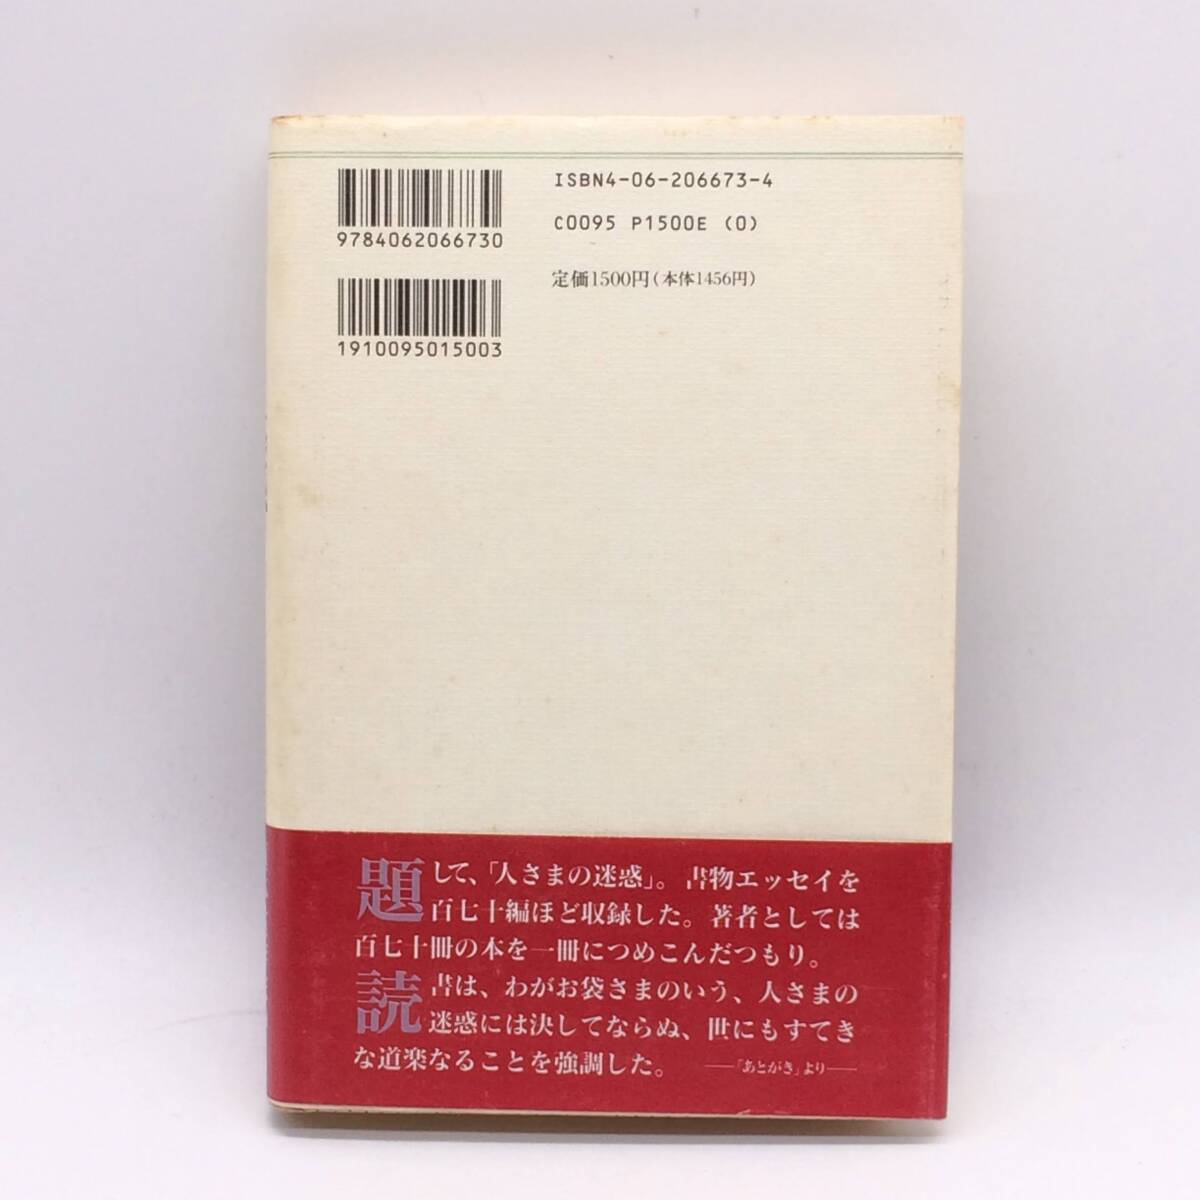 ISBN4-06-206673-4
9784062066730
C0095 P1500E (0)
定価1500円(本体1456円)
1910095015003
題して、「人さまの迷惑」。書物エッセイを
百七十編ほど収録した。著者としては
百七十冊の本を一冊につめこんだつもり。
読書は、わがお袋さまのいう、人さまの
迷惑には決してならぬ、世にもすてき
な道楽なることを強調した。
——「あとがき」より——